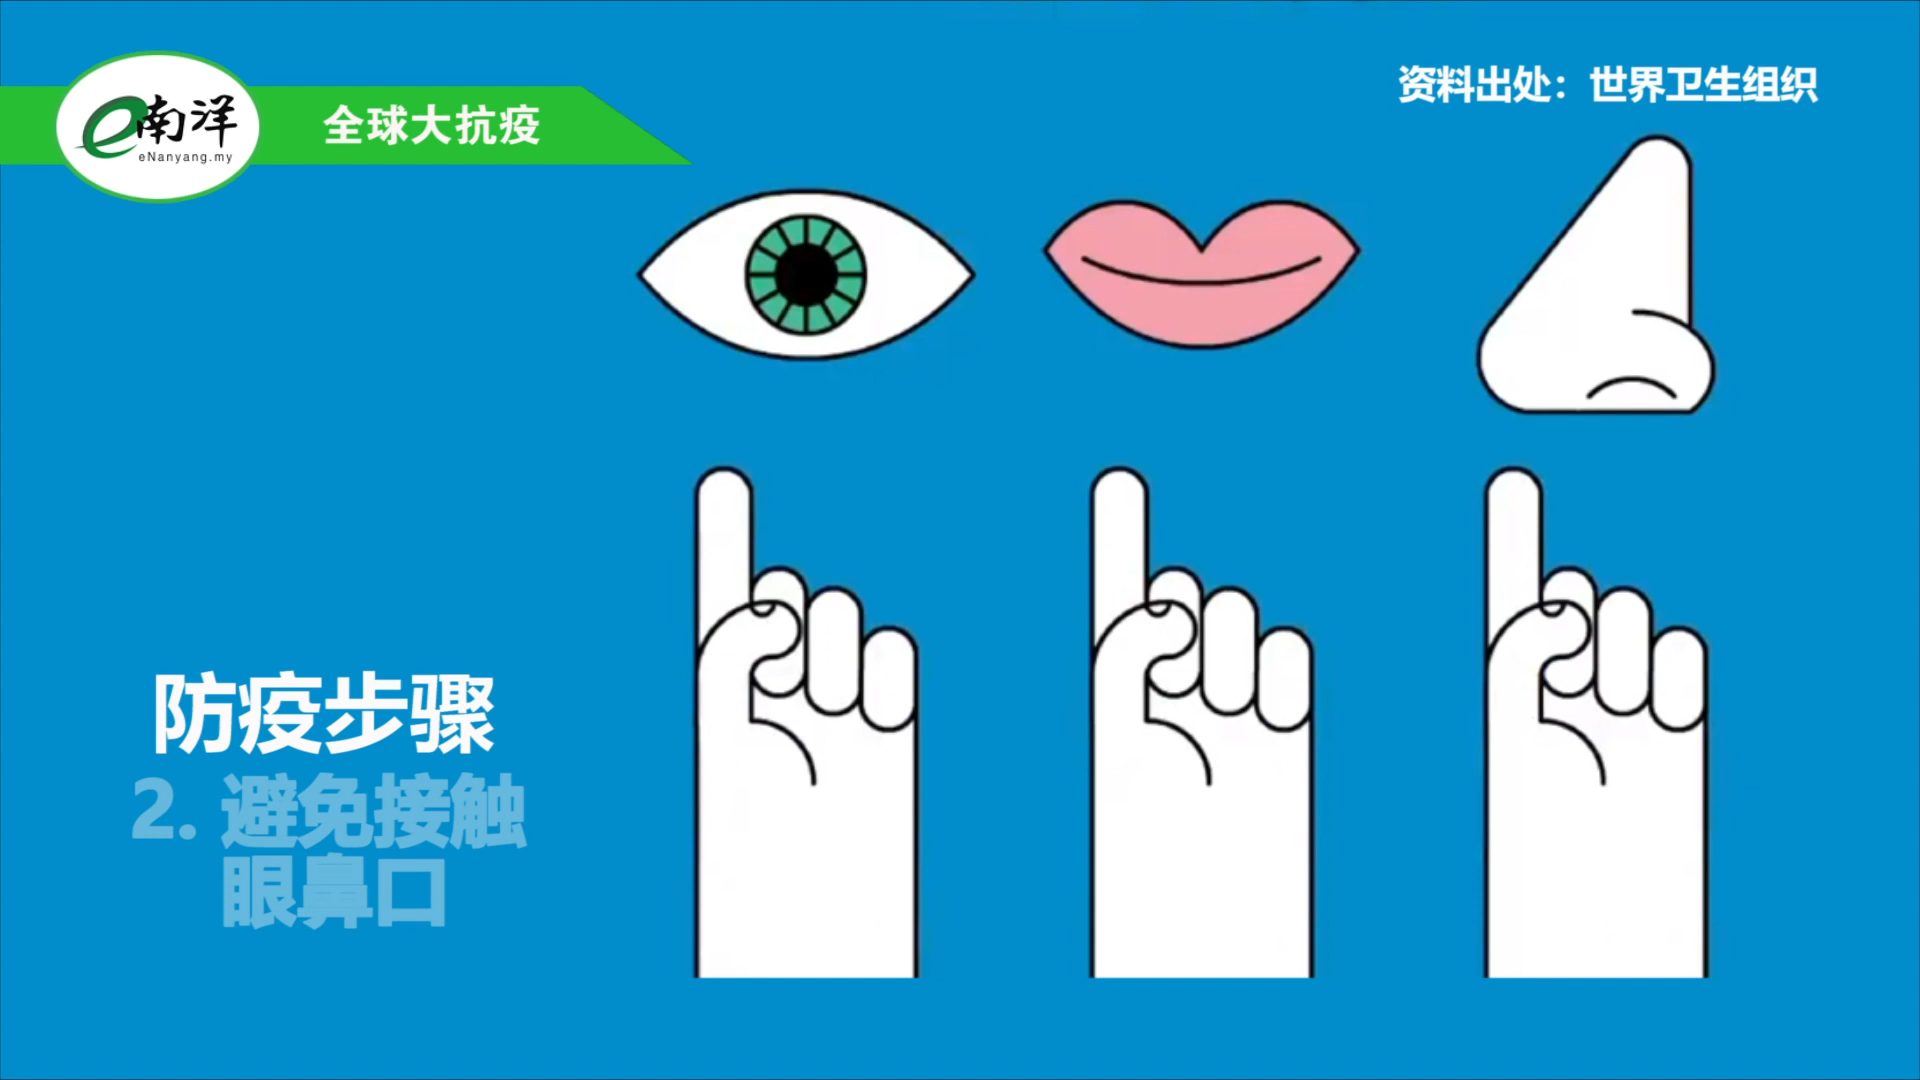 e南洋
eNanyang.my
全球大抗疫
资料出处：世界卫生组织
防疫步骤
2. 避免接触
眼鼻口